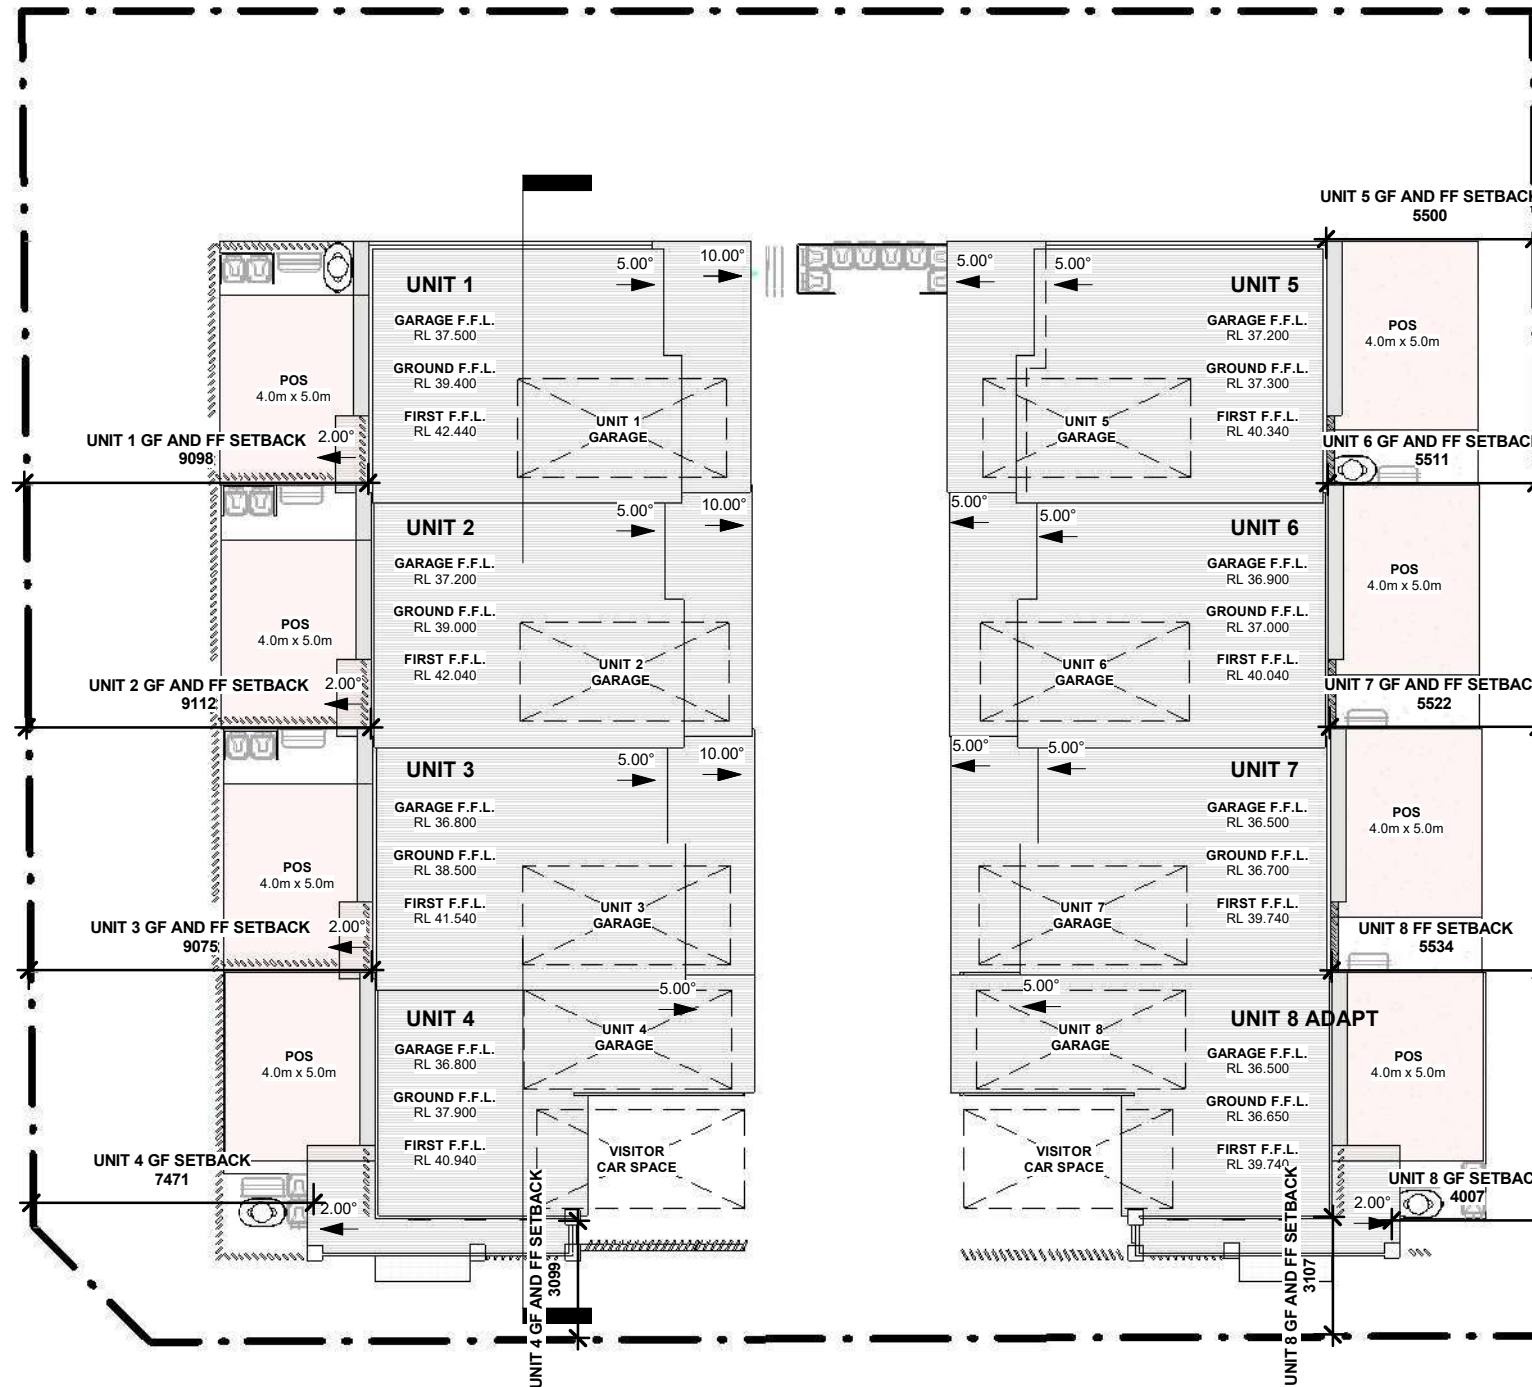 UNIT 5 GF AND FF SETBACK
5500
UNIT 1
5.00°
10.00°
GARAGE F.F.L.
RL 37.500
GROUND F.F.L.
RL 39.400
FIRST F.F.L.
RL 42.440
UNIT 1
GARAGE
POS
4.0m x 5.0m
2.00°
UNIT 1 GF AND FF SETBACK
9098
5.00°
5.00°
UNIT 5
GARAGE F.F.L.
RL 37.200
GROUND F.F.L.
RL 37.300
FIRST F.F.L.
RL 40.340
UNIT 5
GARAGE
POS
4.0m x 5.0m
UNIT 6 GF AND FF SETBACK
5511
UNIT 2
5.00°
10.00°
GARAGE F.F.L.
RL 37.200
GROUND F.F.L.
RL 39.000
FIRST F.F.L.
RL 42.040
UNIT 2
GARAGE
POS
4.0m x 5.0m
2.00°
UNIT 2 GF AND FF SETBACK
9112
5.00°
5.00°
UNIT 6
GARAGE F.F.L.
RL 36.900
GROUND F.F.L.
RL 37.000
FIRST F.F.L.
RL 40.040
UNIT 6
GARAGE
POS
4.0m x 5.0m
UNIT 7 GF AND FF SETBAC
5522
UNIT 3
5.00°
10.00°
GARAGE F.F.L.
RL 36.800
GROUND F.F.L.
RL 38.500
FIRST F.F.L.
RL 41.540
UNIT 3
GARAGE
POS
4.0m x 5.0m
2.00°
UNIT 3 GF AND FF SETBACK
9075
5.00°
5.00°
UNIT 7
GARAGE F.F.L.
RL 36.500
GROUND F.F.L.
RL 36.700
FIRST F.F.L.
RL 39.740
UNIT 7
GARAGE
POS
4.0m x 5.0m
UNIT 8 FF SETBACK
5534
UNIT 4
5.00°
GARAGE F.F.L.
RL 36.800
GROUND F.F.L.
RL 37.900
FIRST F.F.L.
RL 40.940
UNIT 4
GARAGE
VISITOR
CAR SPACE
POS
4.0m x 5.0m
UNIT 4 GF SETBACK
7471
2.00°
UNIT 4 GF AND FF SETBACK
3099
5.00°
UNIT 8 ADAPT
GARAGE F.F.L.
RL 36.500
GROUND F.F.L.
RL 36.650
FIRST F.F.L.
RL 39.740
UNIT 8
GARAGE
VISITOR
CAR SPACE
POS
4.0m x 5.0m
UNIT 8 GF SETBAC
4007
2.00°
UNIT 8 GF AND FF SETBACK
3107